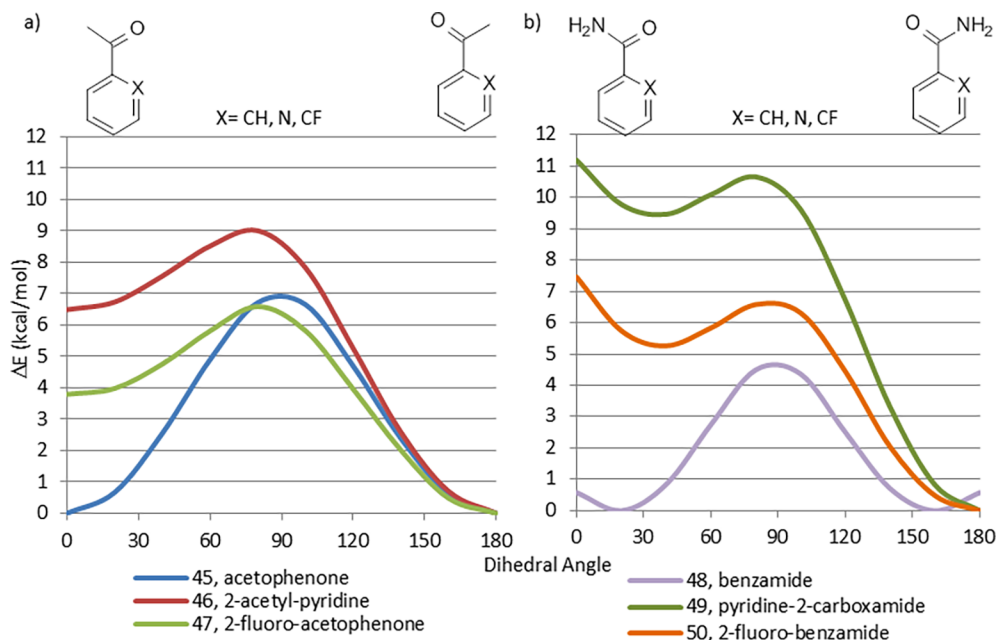 a)
O
O
X
X
X= CH, N, CF
12
11
10
9
8
7
6
5
4
3
2
1
0
ΔE (kcal/mol)
0 30 60 90 120 150 180
45, acetophenone
46, 2-acetyl-pyridine
47, 2-fluoro-acetophenone
Dihedral Angle
b)
H₂N O
O NH₂
X
X
X= CH, N, CF
12
11
10
9
8
7
6
5
4
3
2
1
0
0 30 60 90 120 150 180
48, benzamide
49, pyridine-2-carboxamide
50, 2-fluoro-benzamide